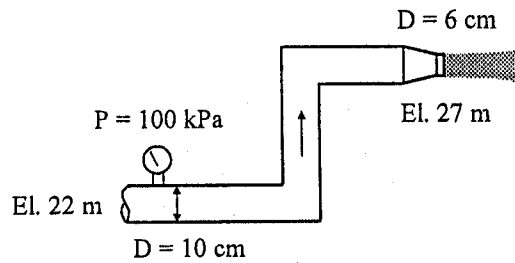 D = 6 cm
P = 100 kPa
El. 27 m
El. 22 m
D = 10 cm